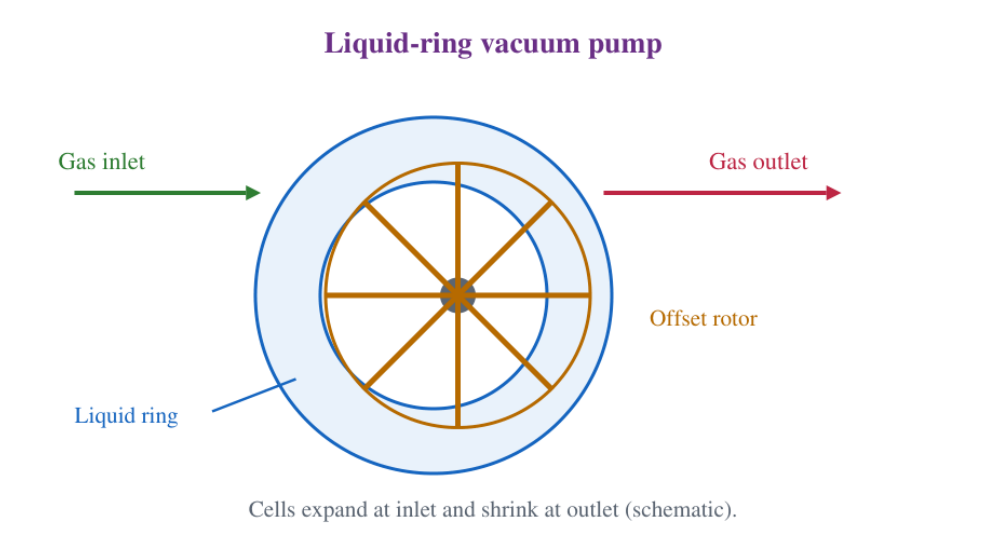 Liquid-ring vacuum pump
Gas inlet
Gas outlet
Offset rotor
Liquid ring
Cells expand at inlet and shrink at outlet (schematic).